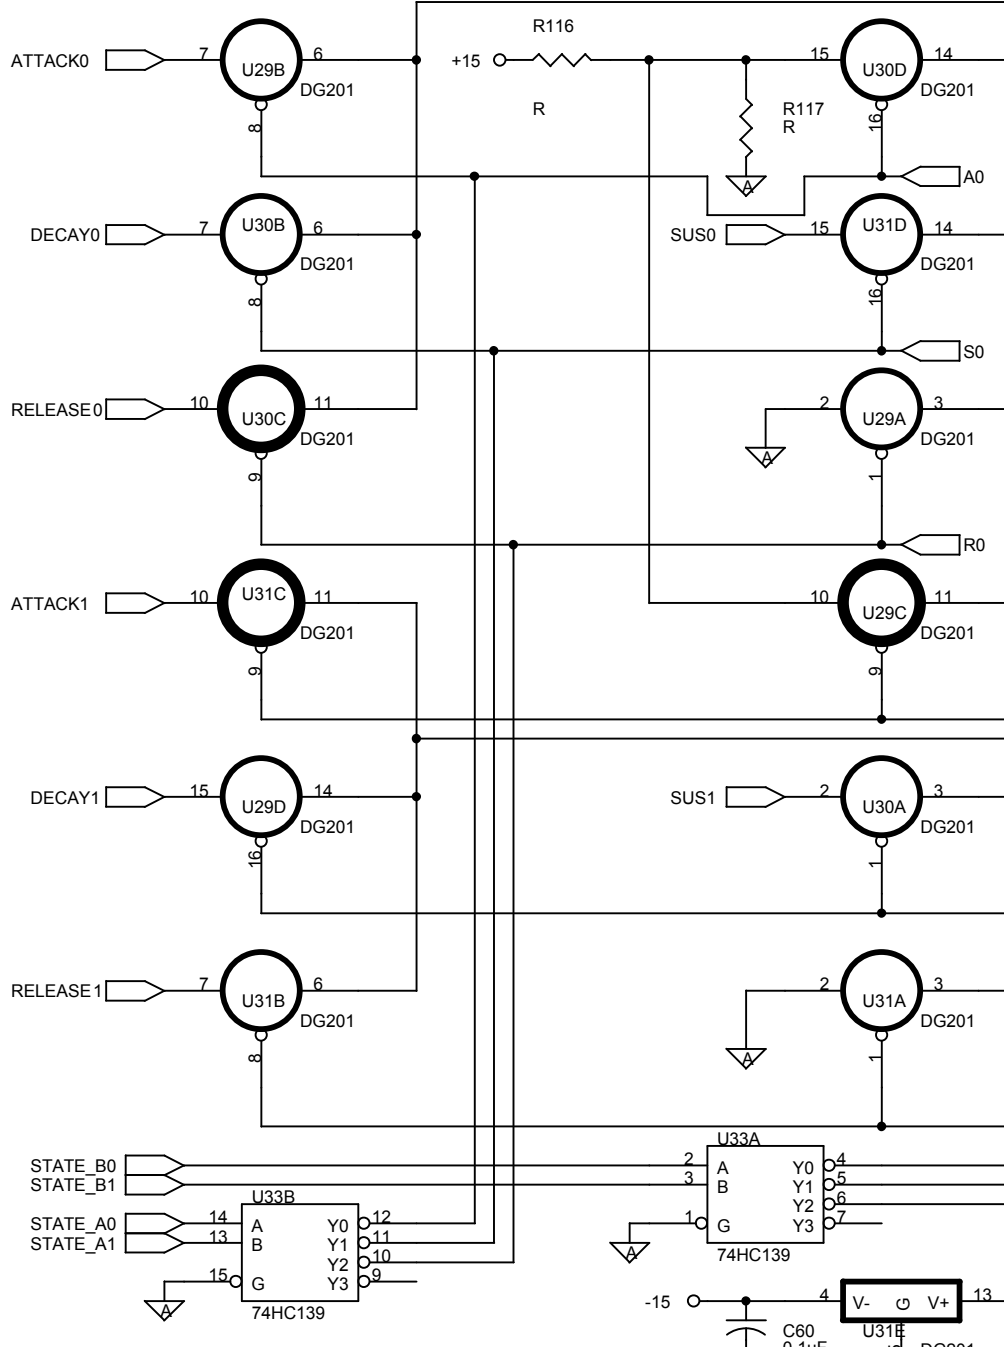 ATTACK0
7
U29B
6
DG201
8
R116
+15
R
R117
R
A
15
U30D
14
DG201
16
A0
DECAY0
7
U30B
6
DG201
8
SUS0
15
U31D
14
DG201
16
S0
RELEASE0
10
U30C
11
DG201
9
A
2
U29A
3
DG201
1
R0
ATTACK1
10
U31C
11
DG201
9
10
U29C
11
DG201
9
DECAY1
15
U29D
14
DG201
16
SUS1
2
U30A
3
DG201
1
RELEASE1
7
U31B
6
DG201
8
A
2
U31A
3
DG201
1
STATE_B0
STATE_B1
U33A
2 A Y0 4
3 B Y1 5
Y2 6
1 G Y3 7
A
74HC139
STATE_A0
STATE_A1
U33B
14 A Y0 12
13 B Y1 11
Y2 10
15 G Y3 9
A
74HC139
-15
4 V- G V+ 13
C60
U31E